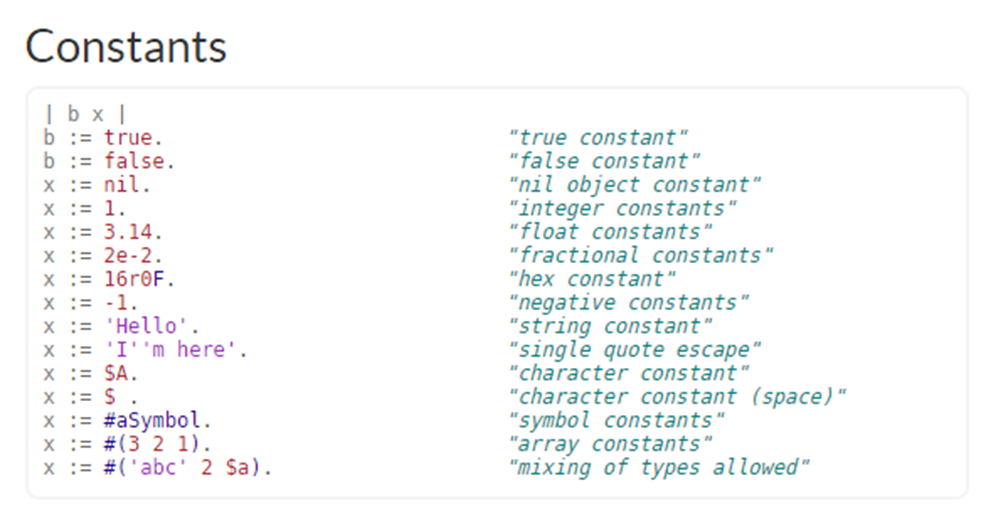 Constants
| b x |
b := true. "true constant"
b := false. "false constant"
x := nil. "nil object constant"
x := 1. "integer constants"
x := 3.14. "float constants"
x := 2e-2. "fractional constants"
x := 16r0F. "hex constant"
x := -1. "negative constants"
x := 'Hello'. "string constant"
x := 'I''m here'. "single quote escape"
x := $A. "character constant"
x := $ . "character constant (space)"
x := #aSymbol. "symbol constants"
x := #(3 2 1). "array constants"
x := #('abc' 2 $a). "mixing of types allowed"